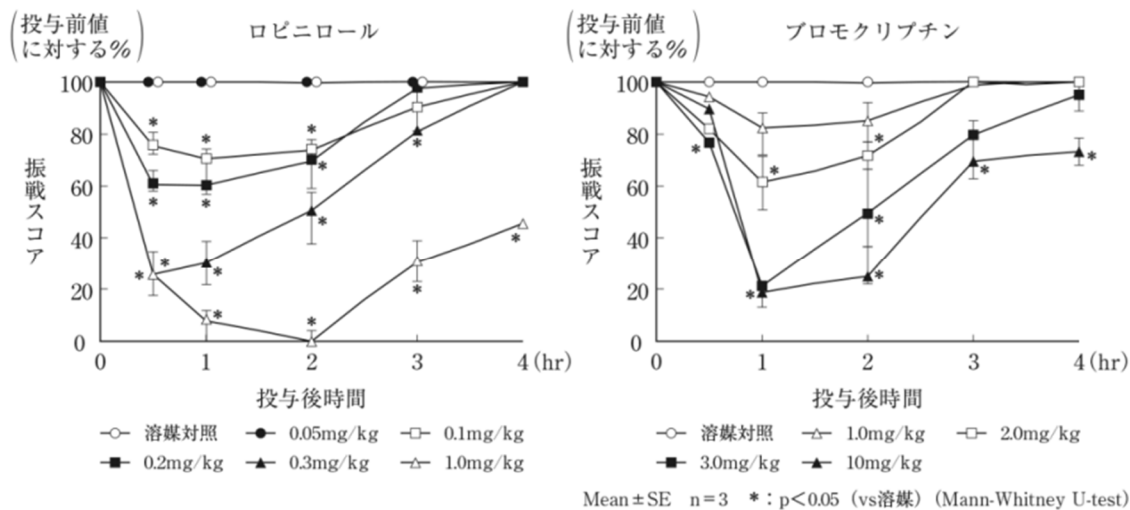 (投与前値
に対する%)
ロピニロール
100
80
60
40
20
0
振戦スコア
* * * * * * * * * * * * * * * *
0 1 2 3 4 (hr)
投与後時間
溶媒対照 0.05mg/kg 0.1mg/kg
0.2mg/kg 0.3mg/kg 1.0mg/kg
(投与前値
に対する%)
ブロモクリプチン
100
80
60
40
20
0
振戦スコア
* * * * * * * *
0 1 2 3 4 (hr)
投与後時間
溶媒対照 1.0mg/kg 2.0mg/kg
3.0mg/kg 10mg/kg
Mean±SE n=3 *:p<0.05(vs溶媒)(Mann-Whitney U-test)